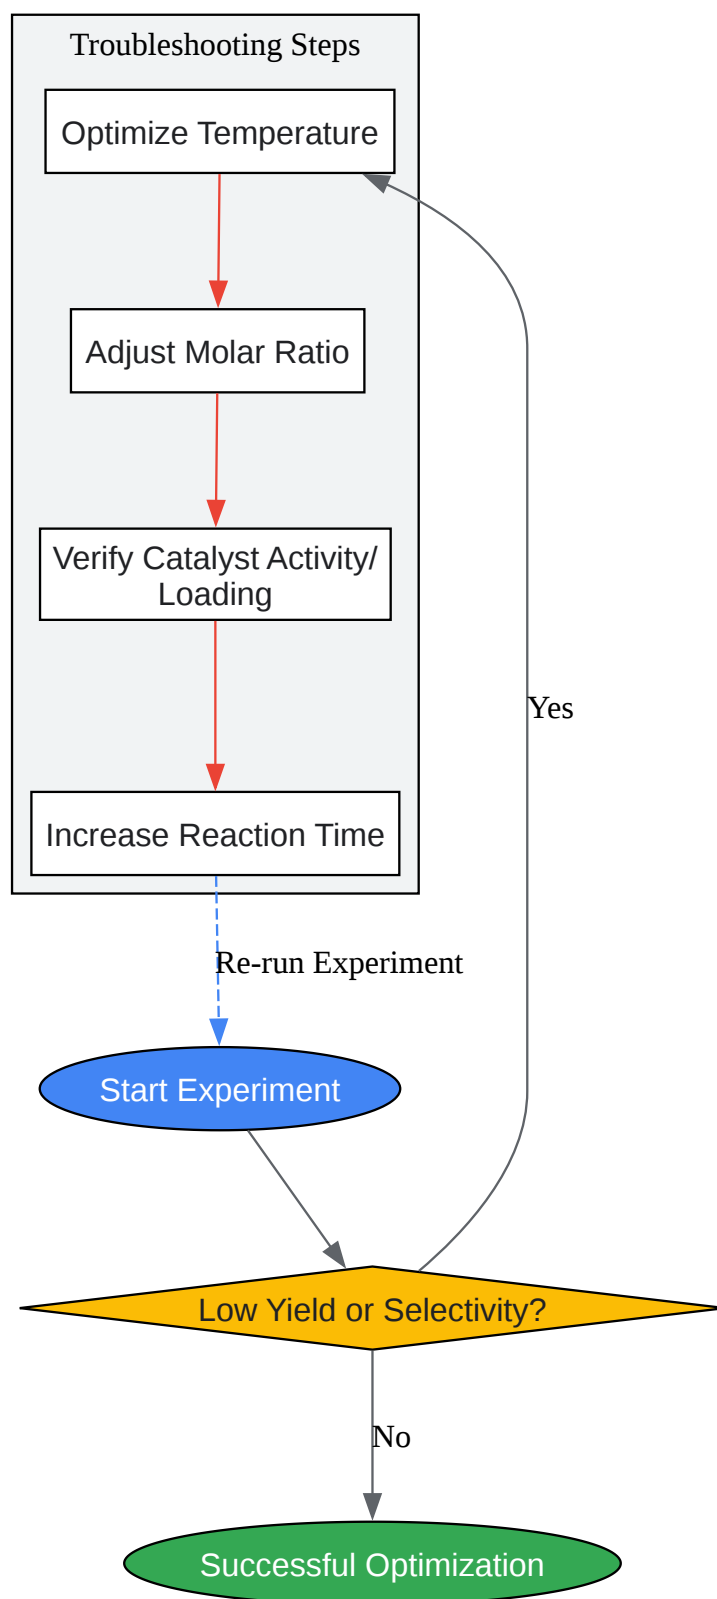 Troubleshooting Steps
Optimize Temperature
Adjust Molar Ratio
Verify Catalyst Activity/
Loading
Yes
Increase Reaction Time
Re-run Experiment
Start Experiment
Low Yield or Selectivity?
No
Successful Optimization